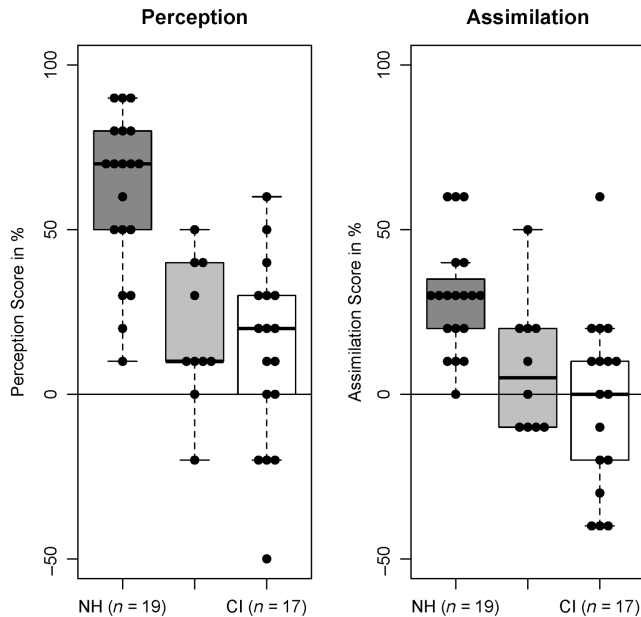 Perception
Assimilation
Perception Score in %
100
50
0
−50
NH (n = 19)
CI (n = 17)
Assimilation Score in %
100
50
0
−50
NH (n = 19)
CI (n = 17)